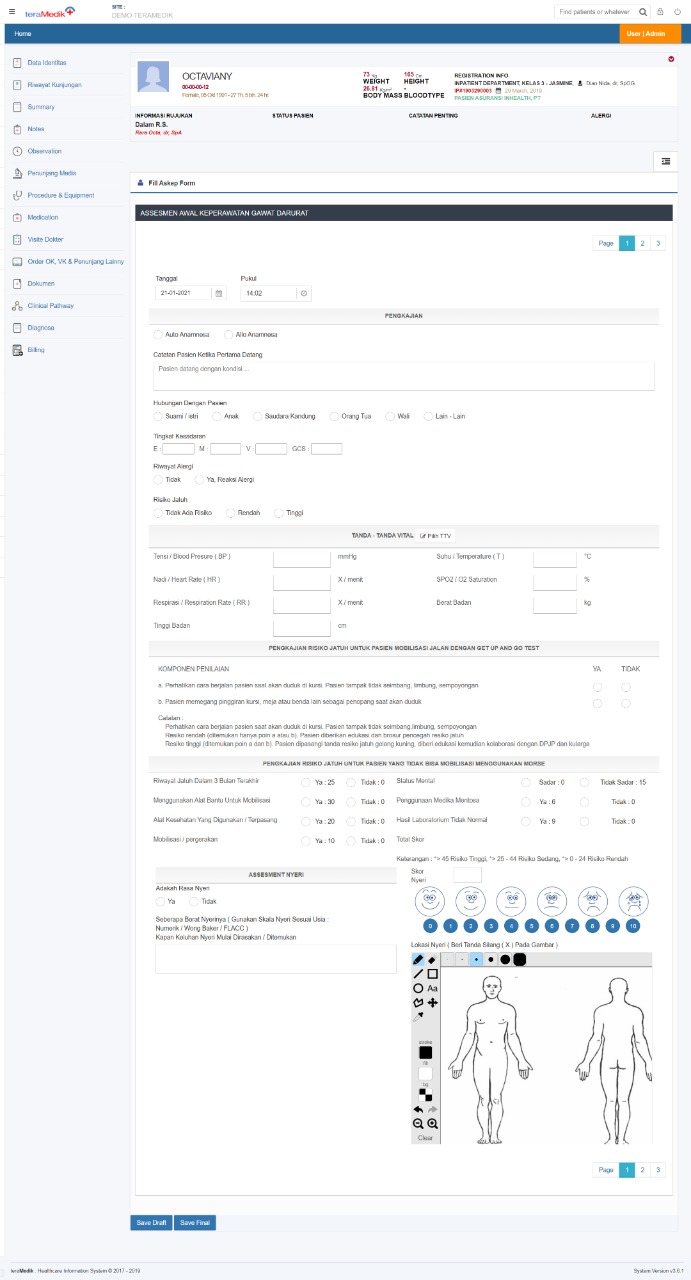 teraMedik
SITE :
DEMO TERAMEDIK
Find patients or whatever
Home
User | Admin
Data Identitas
Riwayat Kunjungan
Summary
Notes
Observation
Penunjang Medis
Procedure & Equipment
Medication
Visite Dokter
Order OK, VK & Penunjang Lainny
Dokumen
Clinical Pathway
Diagnosa
Billing
OCTAVIANY
00-00-00-12
73 Kg
WEIGHT
165 Cm
HEIGHT
BODY MASS
-
BLOODTYPE
REGISTRATION INFO
INPATIENT DEPARTMENT, KELAS 3 - JASMINE, Dian Nida, dr, SpOG
IP#1903290003 29 March, 2019
PASIEN ASURANSI INHEALTH, PT
INFORMASI RUJUKAN
Dalam R.S.
Rere Octa, dr, SpA
STATUS PASIEN
CATATAN PENTING
ALERGI
Fill Askep Form
ASSESMEN AWAL KEPERAWATAN GAWAT DARURAT
Page 1 2 3
Tanggal
Pukul
21-01-2021
14:02
PENGKAJIAN
Auto Anamnesa
Allo Anamnesa
Catatan Pasien Ketika Pertama Datang
Pasien datang dengan kondisi ...
Hubungan Dengan Pasien
Suami / istri
Anak
Saudara Kandung
Orang Tua
Wali
Lain - Lain
Tingkat Kesadaran
E :
M :
V :
GCS :
Riwayat Alergi
Tidak
Ya, Reaksi Alergi
Risiko Jatuh
Tidak Ada Risiko
Rendah
Tinggi
TANDA - TANDA VITAL Pilih TTV
Tensi / Blood Presure ( BP )
mmHg
Suhu / Temperature ( T )
°C
Nadi / Heart Rate ( HR )
X / menit
SPO2 / O2 Saturation
%
Respirasi / Respiration Rate ( RR )
X / menit
Berat Badan
kg
Tinggi Badan
cm
PENGKAJIAN RISIKO JATUH UNTUK PASIEN MOBILISASI JALAN DENGAN GET UP AND GO TEST
KOMPONEN PENILAIAN
YA
TIDAK
a. Perhatikan cara berjalan pasien saat akan duduk di kursi. Pasien tampak tidak seimbang, limbung, sempoyongan
b. Pasien memegang pinggiran kursi, meja atau benda lain sebagai penopang saat akan duduk
Catatan :
Perhatikan cara berjalan pasien saat akan duduk di kursi. Pasien tampak tidak seimbang,limbung, sempoyongan
Risiko rendah (ditemukan hanya poin a atau b). Pasien diberikan edukasi dan brosur pencegah resiko jatuh
Risiko tinggi (ditemukan poin a dan b). Pasien dipasangi tanda resiko jatuh gelang kuning, diberi edukasi kemudian kolaborasi dengan DPJP dan kularga
PENGKAJIAN RISIKO JATUH UNTUK PASIEN YANG TIDAK BISA MOBILISASI MENGGUNAKAN MORSE
Riwayat Jatuh Dalam 3 Bulan Terakhir
Ya : 25
Tidak : 0
Status Mental
Sadar : 0
Tidak Sadar : 15
Menggunakan Alat Bantu Untuk Mobilisasi
Ya : 30
Tidak : 0
Penggunaan Medika Mentosa
Ya : 6
Tidak : 0
Alat Kesehatan Yang Digunakan / Terpasang
Ya : 20
Tidak : 0
Hasil Laboratorium Tidak Normal
Ya : 9
Tidak : 0
Mobilisasi / pergerakan
Ya : 10
Tidak : 0
Total Skor
Keterangan : *> 45 Risiko Tinggi, *> 25 - 44 Risiko Sedang, *> 0 - 24 Risiko Rendah
ASSESMENT NYERI
Adakah Rasa Nyeri
Ya
Tidak
Seberapa Berat Nyerinya ( Gunakan Skala Nyeri Sesuai Usia :
Numerik / Wong Baker / FLACC )
Kapan Keluhan Nyeri Mulai Dirasakan / Ditemukan
Skor
Nyeri
0 1 2 3 4 5 6 7 8 9 10
Lokasi Nyeri ( Beri Tanda Silang ( X ) Pada Gambar )
Aa
stroke
fill
bg
Clear
Page 1 2 3
Save Draft
Save Final
teraMedik . Healthcare Information System © 2017 - 2019
System Version v3.0.1